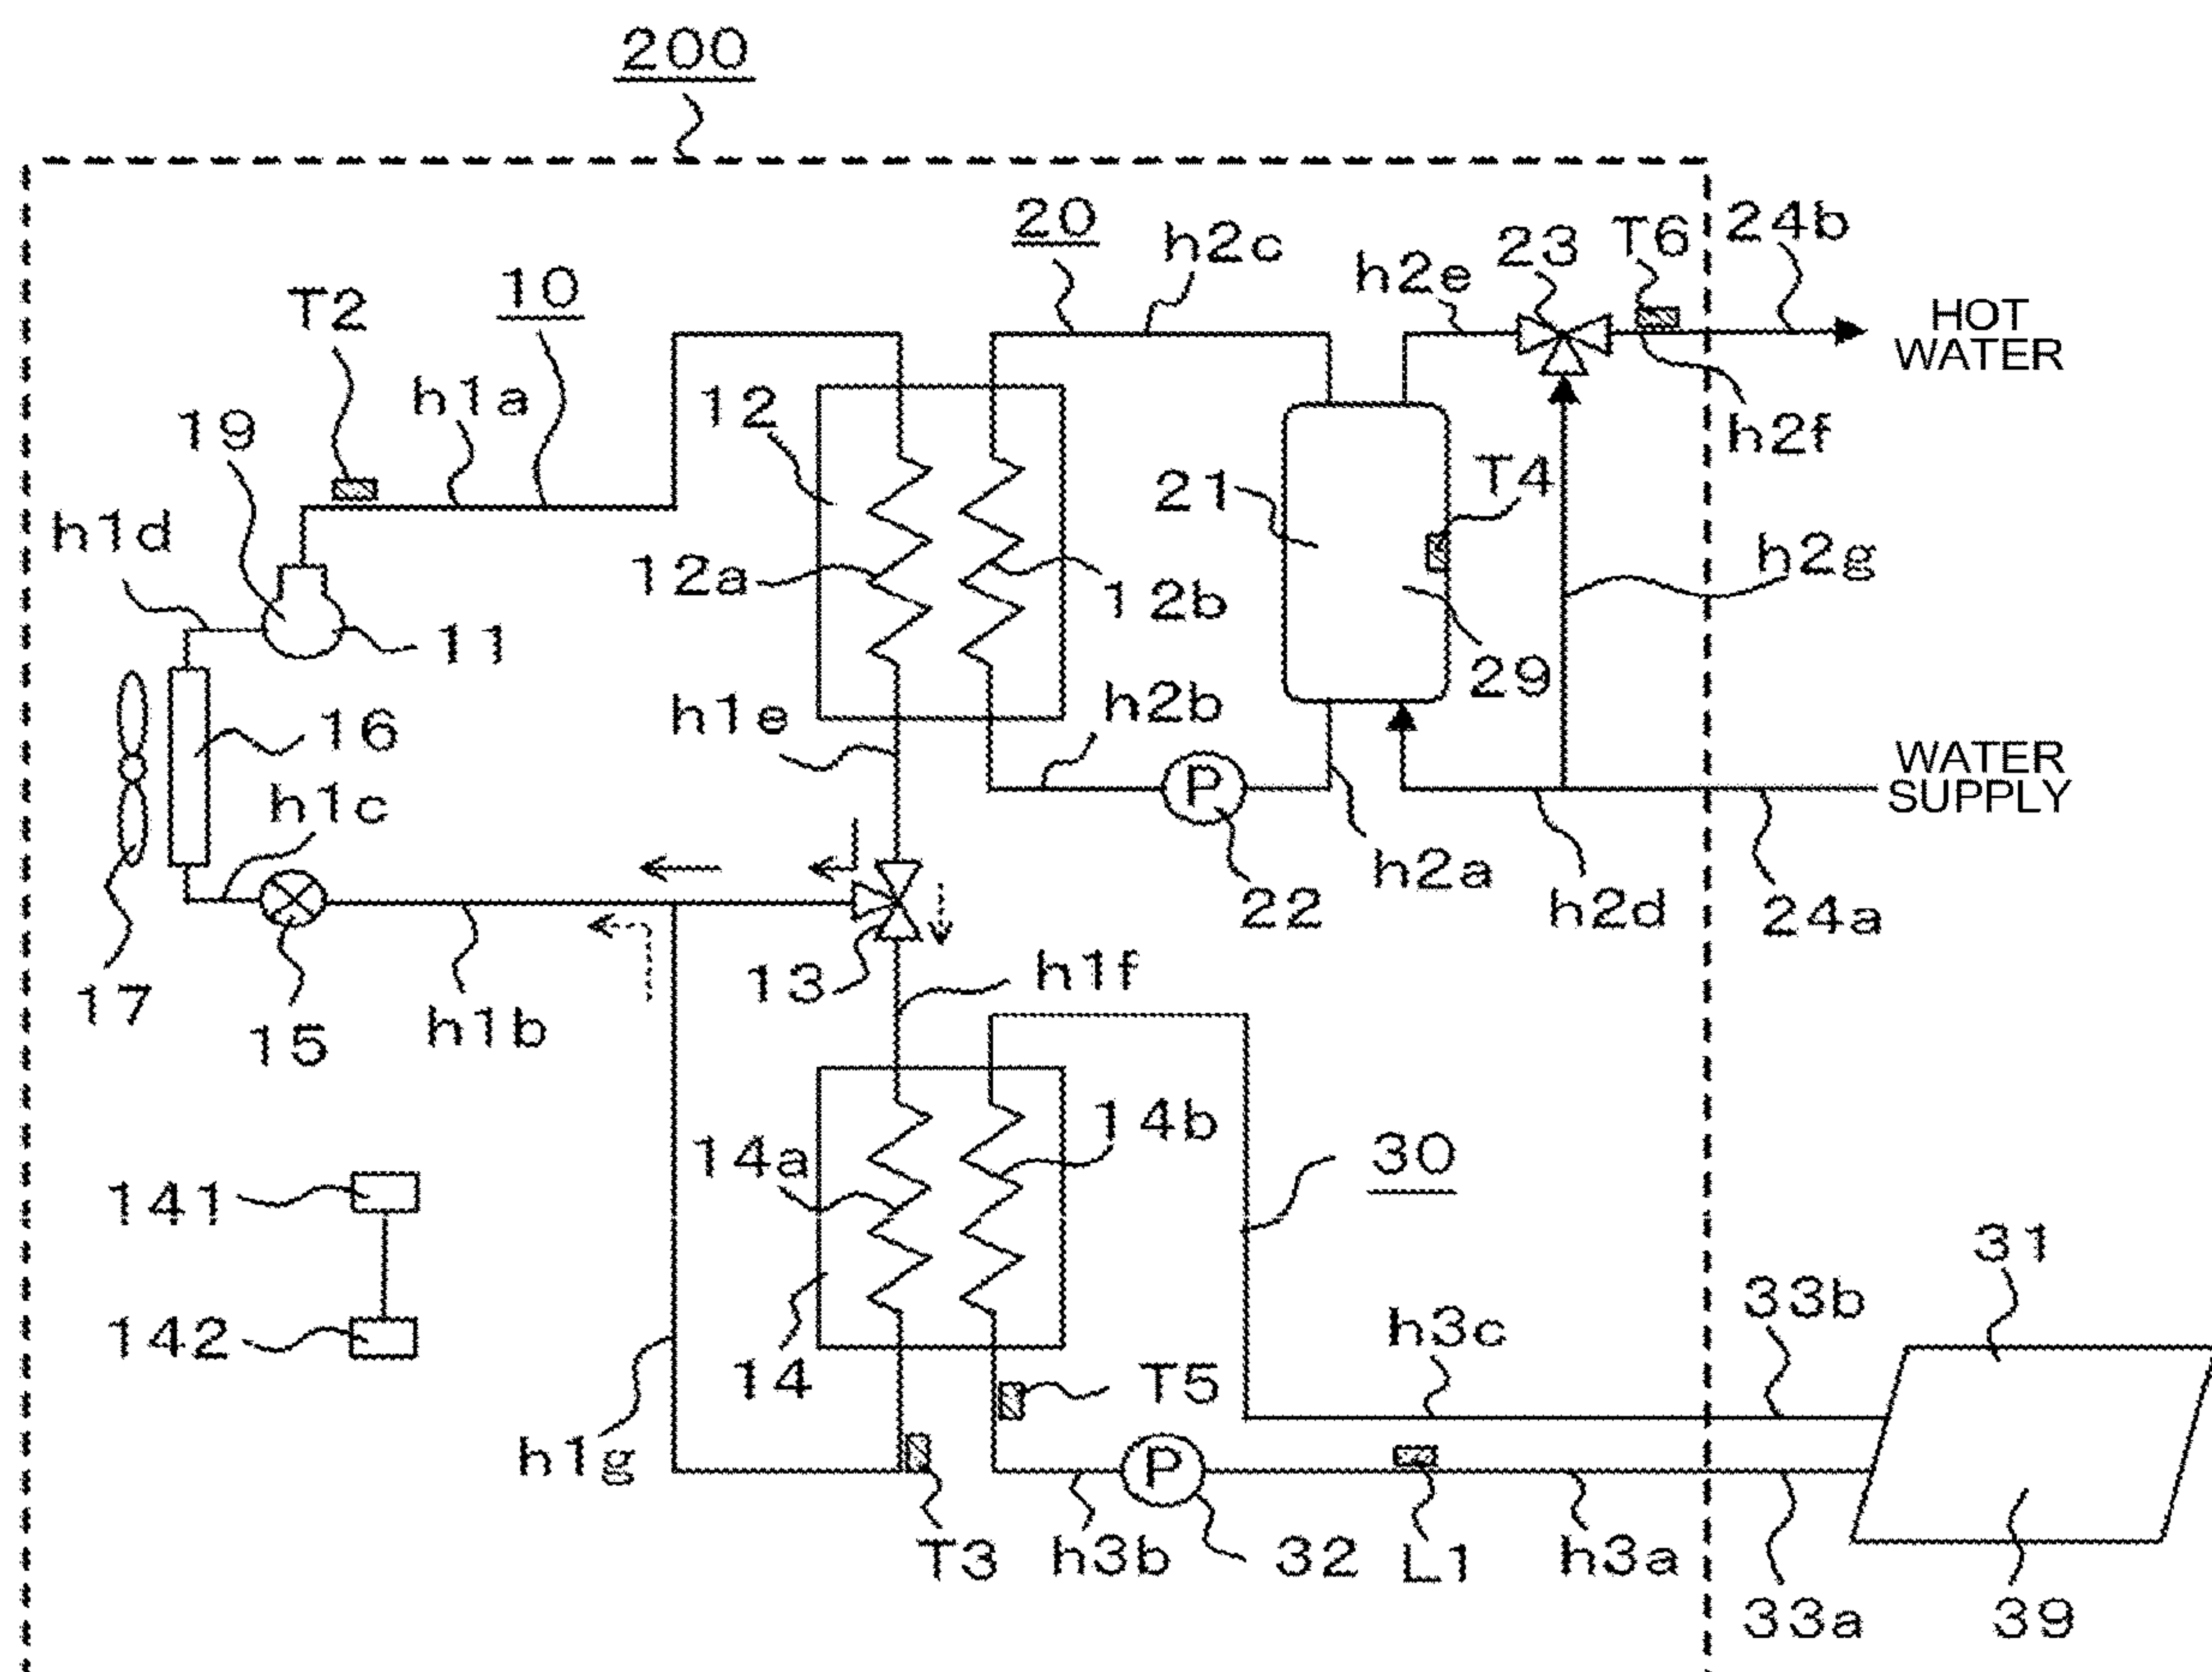 200
20
h2c
h2e
23
T6
24b
T2
10
HOT
WATER
h1a
12
19
h2f
21
T4
h1d
12a
12b
h2g
11
29
h1e
h2b
16
P
WATER
SUPPLY
h1c
22
h2a
h2d
24a
13
h1f
17
15
h1b
14a
14b
30
141
142
31
33b
h3c
14
T5
h1g
P
T3
h3b
32
L1
h3a
33a
39